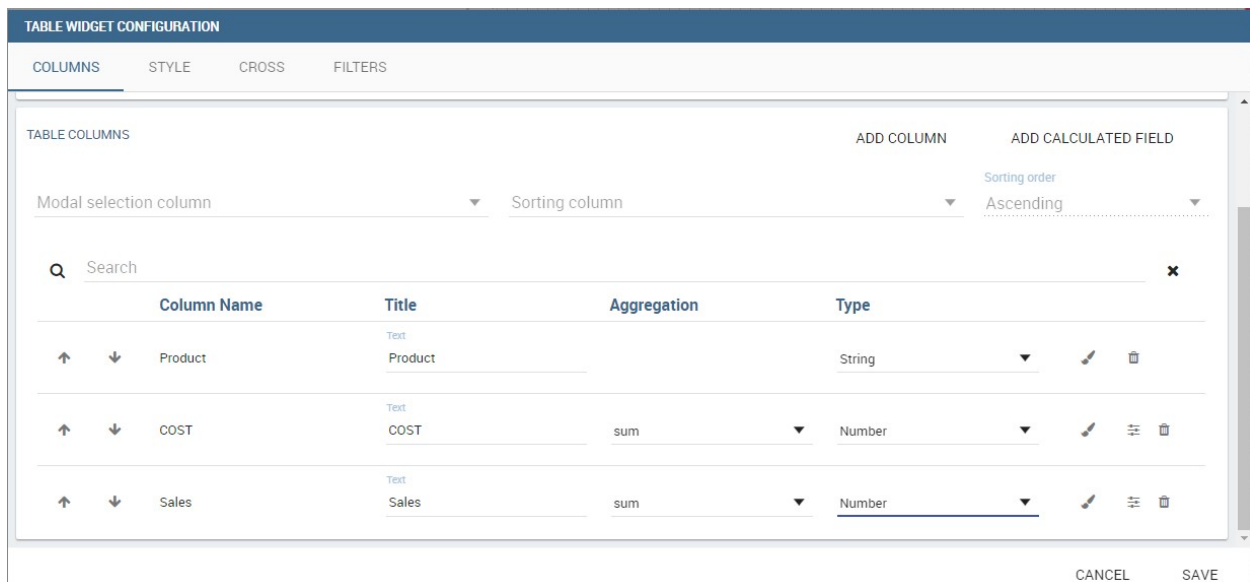 TABLE WIDGET CONFIGURATION
COLUMNS STYLE CROSS FILTERS
TABLE COLUMNS ADD COLUMN ADD CALCULATED FIELD
Sorting order
Modal selection column Sorting column Ascending
Search
Column Name Title Aggregation Type
Text
Product Product String
Text
COST COST sum Number
Text
Sales Sales sum Number
CANCEL SAVE